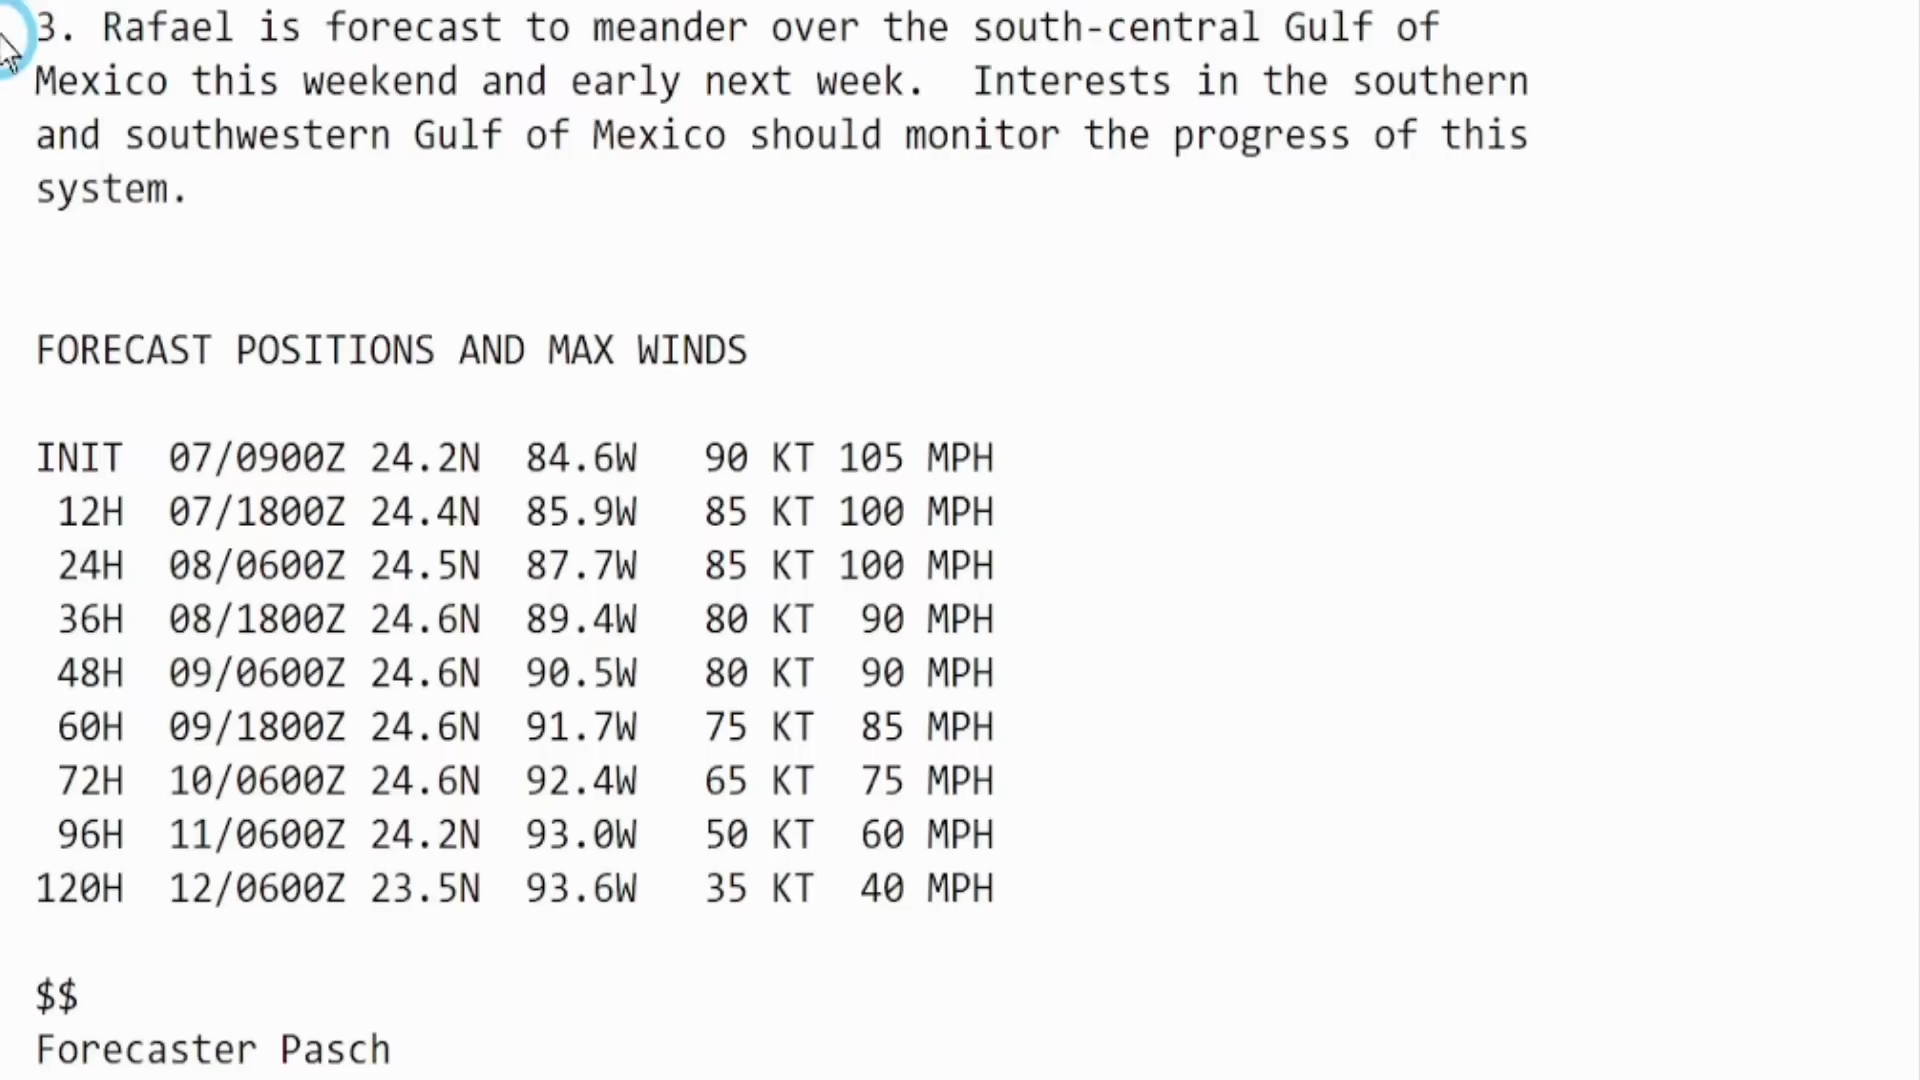 3. Rafael is forecast to meander over the south-central Gulf of
Mexico this weekend and early next week.  Interests in the southern
and southwestern Gulf of Mexico should monitor the progress of this
system.
FORECAST POSITIONS AND MAX WINDS
INIT  07/0900Z 24.2N  84.6W   90 KT 105 MPH
 12H  07/1800Z 24.4N  85.9W   85 KT 100 MPH
 24H  08/0600Z 24.5N  87.7W   85 KT 100 MPH
 36H  08/1800Z 24.6N  89.4W   80 KT  90 MPH
 48H  09/0600Z 24.6N  90.5W   80 KT  90 MPH
 60H  09/1800Z 24.6N  91.7W   75 KT  85 MPH
 72H  10/0600Z 24.6N  92.4W   65 KT  75 MPH
 96H  11/0600Z 24.2N  93.0W   50 KT  60 MPH
120H  12/0600Z 23.5N  93.6W   35 KT  40 MPH
$$
Forecaster Pasch